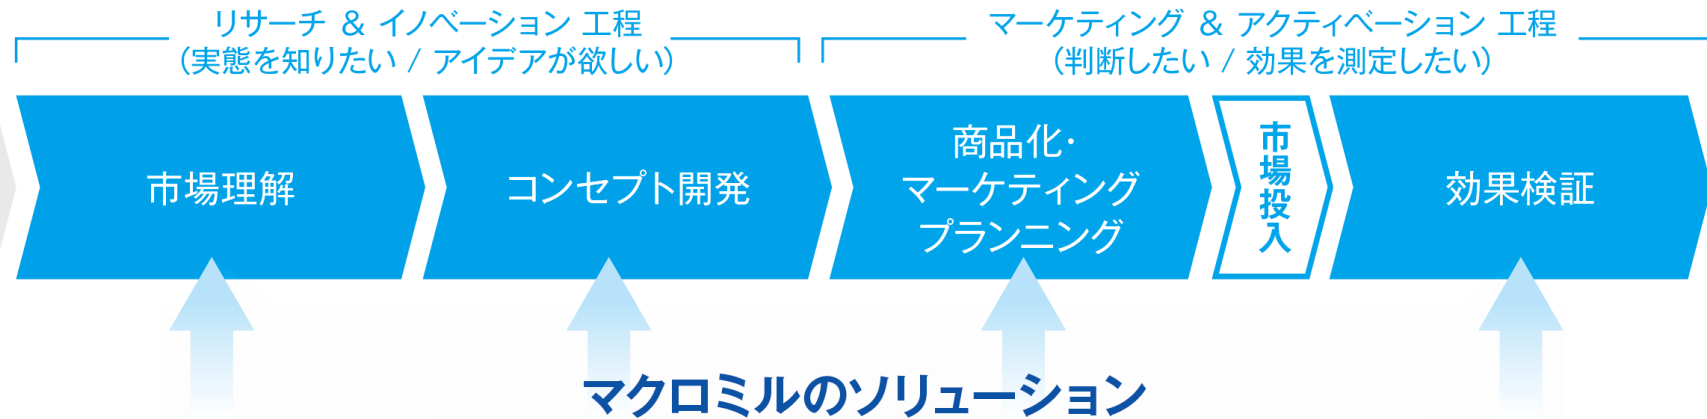 リサーチ & イノベーション 工程
(実態を知りたい / アイデアが欲しい)
マーケティング & アクティベーション 工程
(判断したい / 効果を測定したい)
市場理解
コンセプト開発
商品化・
マーケティング
プランニング
市場投入
効果検証
マクロミルのソリューション